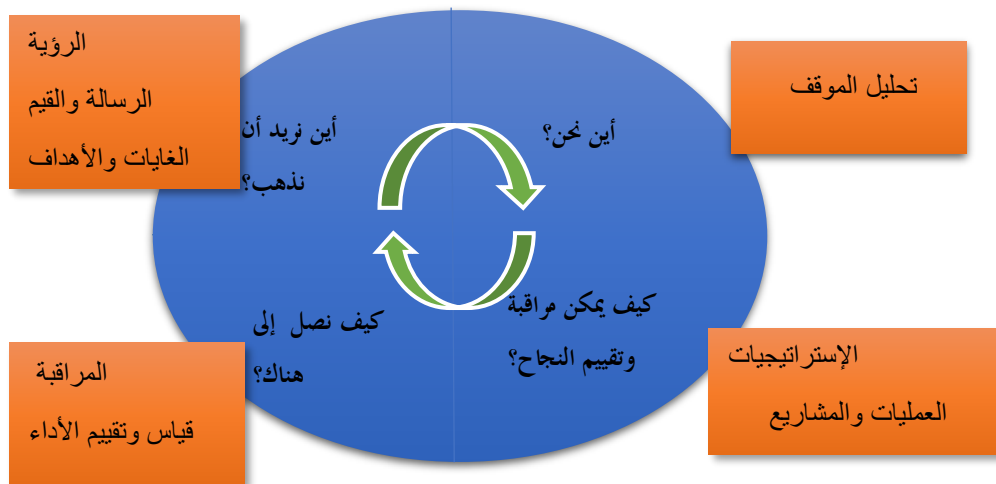 تحليل الموقف
أين نحن؟
الرؤية
الرسالة والقيم
الغايات والأهداف
أين نريد أن
نذهب؟
الإستراتيجيات
العمليات والمشاريع
كيف يمكن مراقبة
وتقييم النجاح؟
كيف نصل إلى
هناك؟
المراقبة
قياس وتقييم الأداء